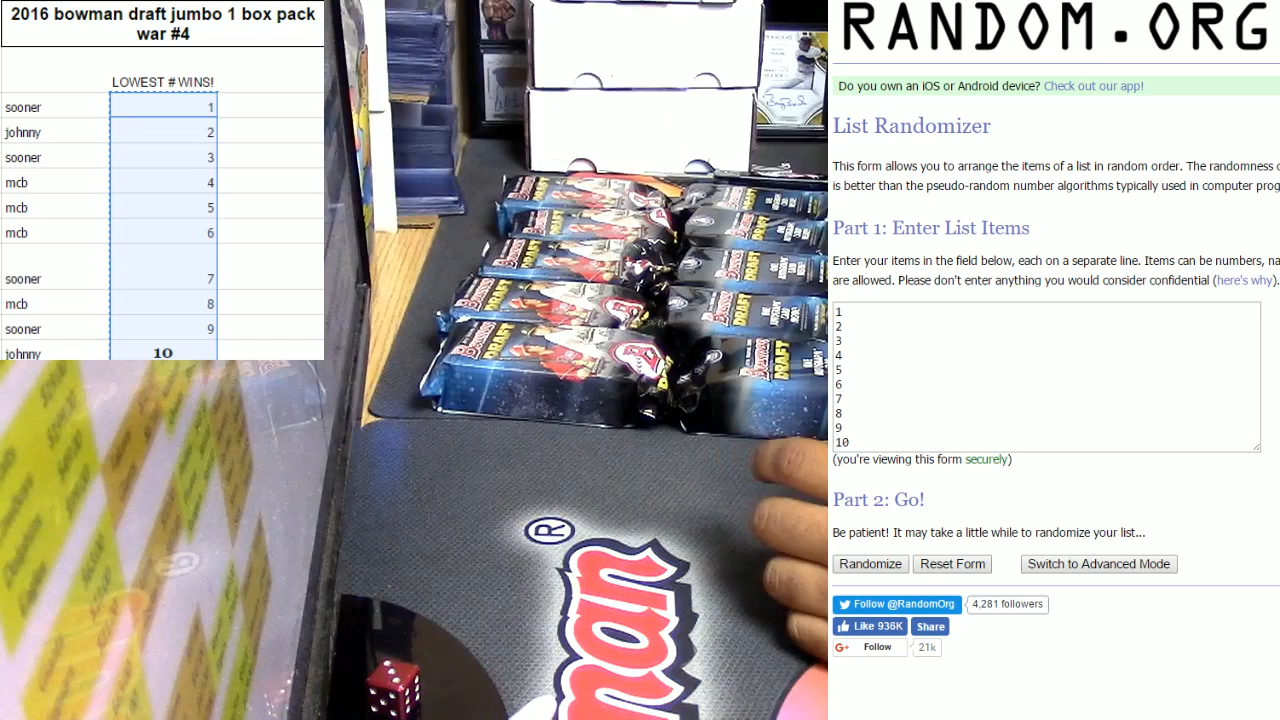 2016 bowman draft jumbo 1 box pack
war #4
LOWEST # WINS!
sooner 1
johnny 2
sooner 3
mcb 4
mcb 5
mcb 6
sooner 7
mcb 8
sooner 9
johnny 10
BOWMAN
DRAFT
BOWMAN
DRAFT
BOWMAN
DRAFT
BOWMAN
DRAFT
®
man
RANDOM.ORG
Do you own an iOS or Android device? Check out our app!
List Randomizer
This form allows you to arrange the items of a list in random order. The randomness c
is better than the pseudo-random number algorithms typically used in computer prog
Part 1: Enter List Items
Enter your items in the field below, each on a separate line. Items can be numbers, na
are allowed. Please don't enter anything you would consider confidential (here's why).
1
2
3
4
5
6
7
8
9
10
(you're viewing this form securely)
Part 2: Go!
Be patient! It may take a little while to randomize your list...
Randomize Reset Form Switch to Advanced Mode
Follow @RandomOrg 4,281 followers
Like 936K Share
G+ Follow 21k